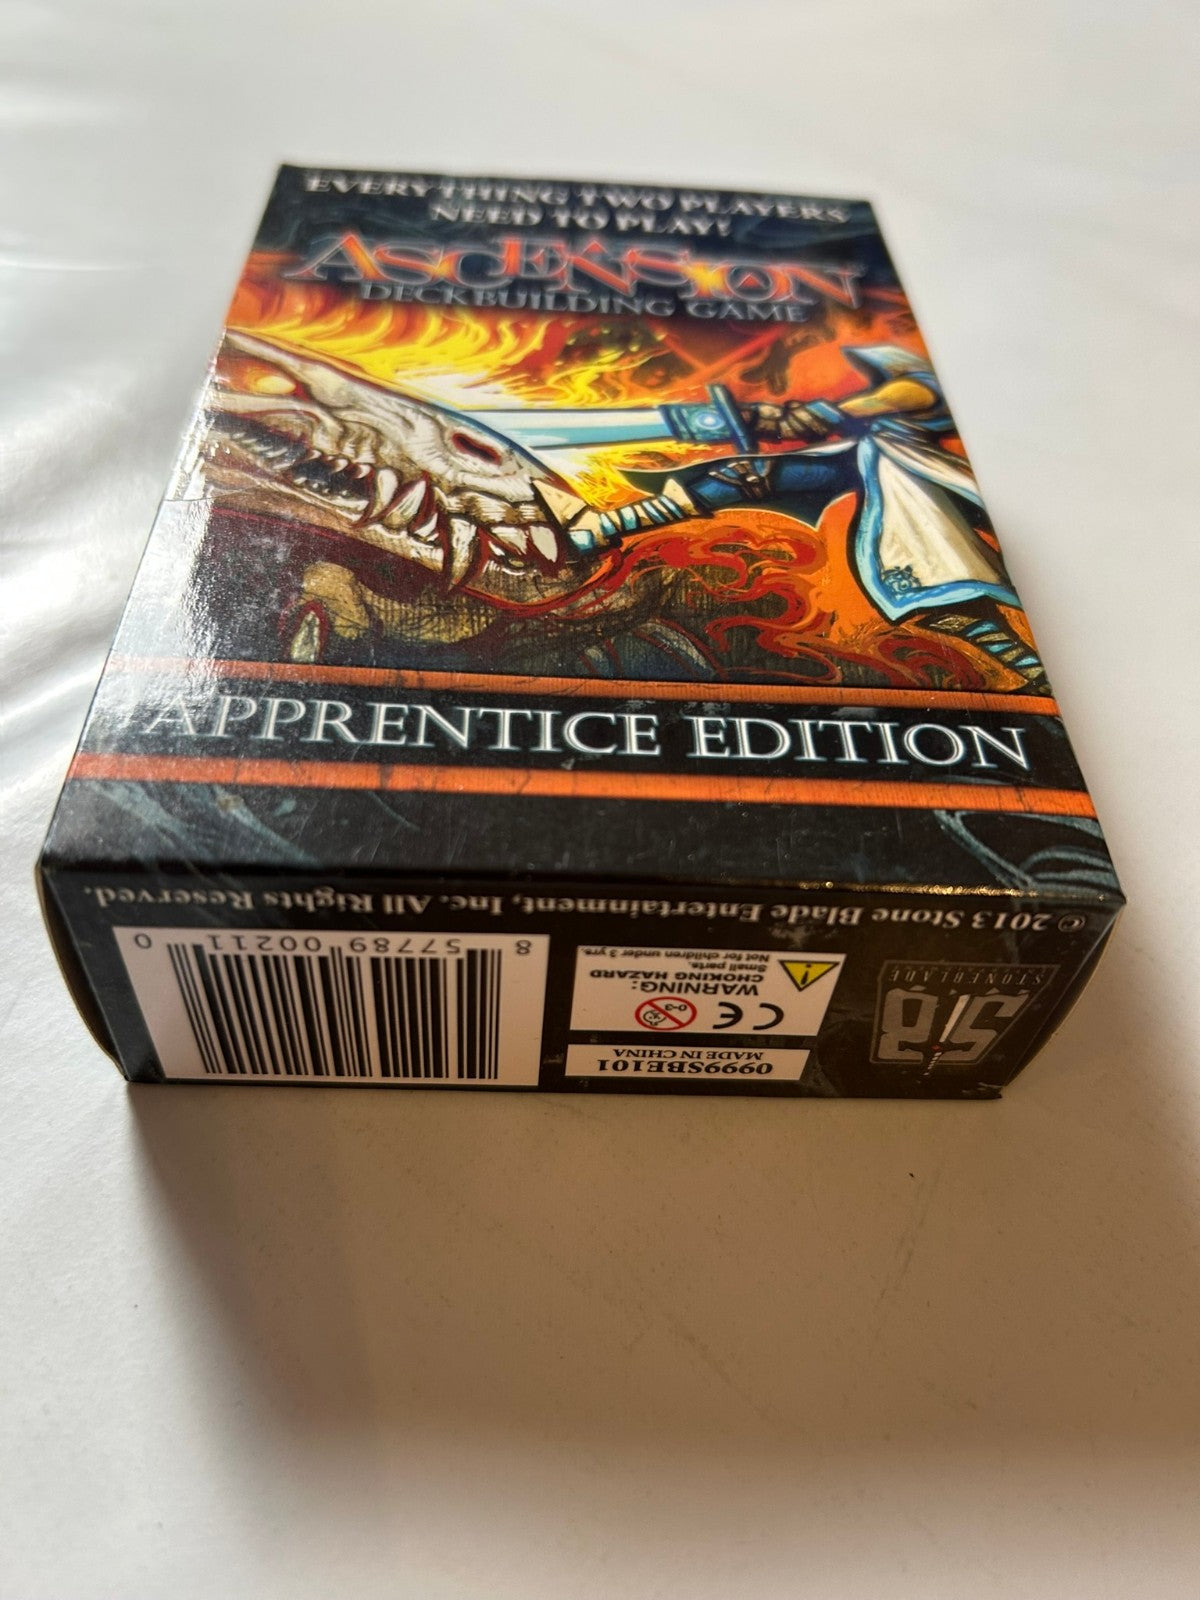 EVERYTHING TWO PLAYERS
NEED TO PLAY!
ASCENSION
DECKBUILDING GAME
APPRENTICE EDITION
© 2013 Stone Blade Entertainment, Inc. All Rights Reserved.
SB
STONEBLADE
WARNING:
CHOKING HAZARD
Small parts.
Not for children under 3 yrs.
CE
0-3
0999SBE101
MADE IN CHINA
8 57789 00211 0